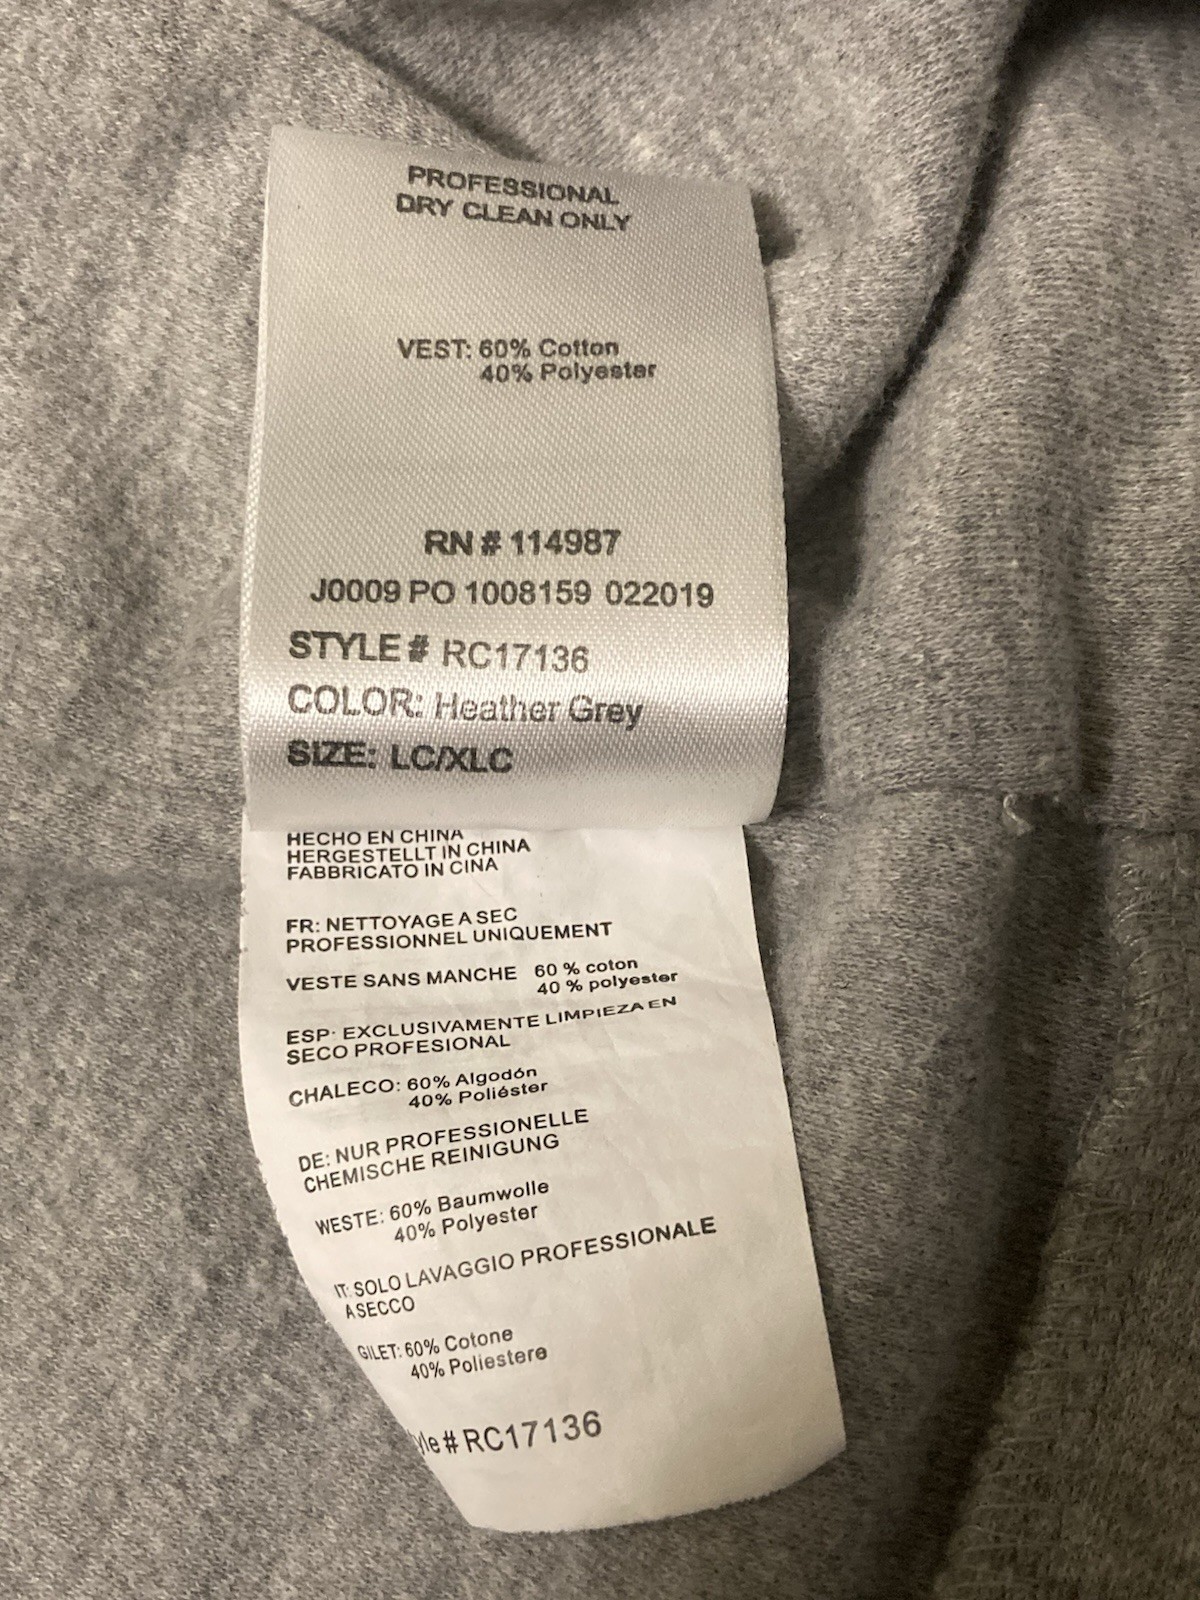 PROFESSIONAL
DRY CLEAN ONLY
VEST: 60% Cotton
40% Polyester
RN # 114987
J0009 PO 1008159 022019
STYLE # RC17136
COLOR: Heather Grey
SIZE: LC/XLC
HECHO EN CHINA
HERGESTELLT IN CHINA
FABBRICATO IN CINA
FR: NETTOYAGE A SEC
PROFESSIONNEL UNIQUEMENT
VESTE SANS MANCHE 60 % coton
40 % polyester
ESP: EXCLUSIVAMENTE LIMPIEZA EN
SECO PROFESIONAL
CHALECO: 60% Algodón
40% Poliéster
DE: NUR PROFESSIONELLE
CHEMISCHE REINIGUNG
WESTE: 60% Baumwolle
40% Polyester
IT: SOLO LAVAGGIO PROFESSIONALE
A SECCO
GILET: 60% Cotone
40% Poliestere
yle # RC17136